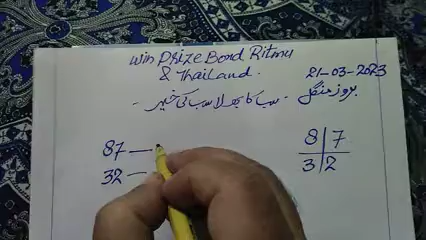 Win Prize Bond Ritmu
& Thailand.
21-03-2023
بروز منگل
- سب کا بھلا سب کی خیر -
87 —
32 —
8 | 7
3 | 2